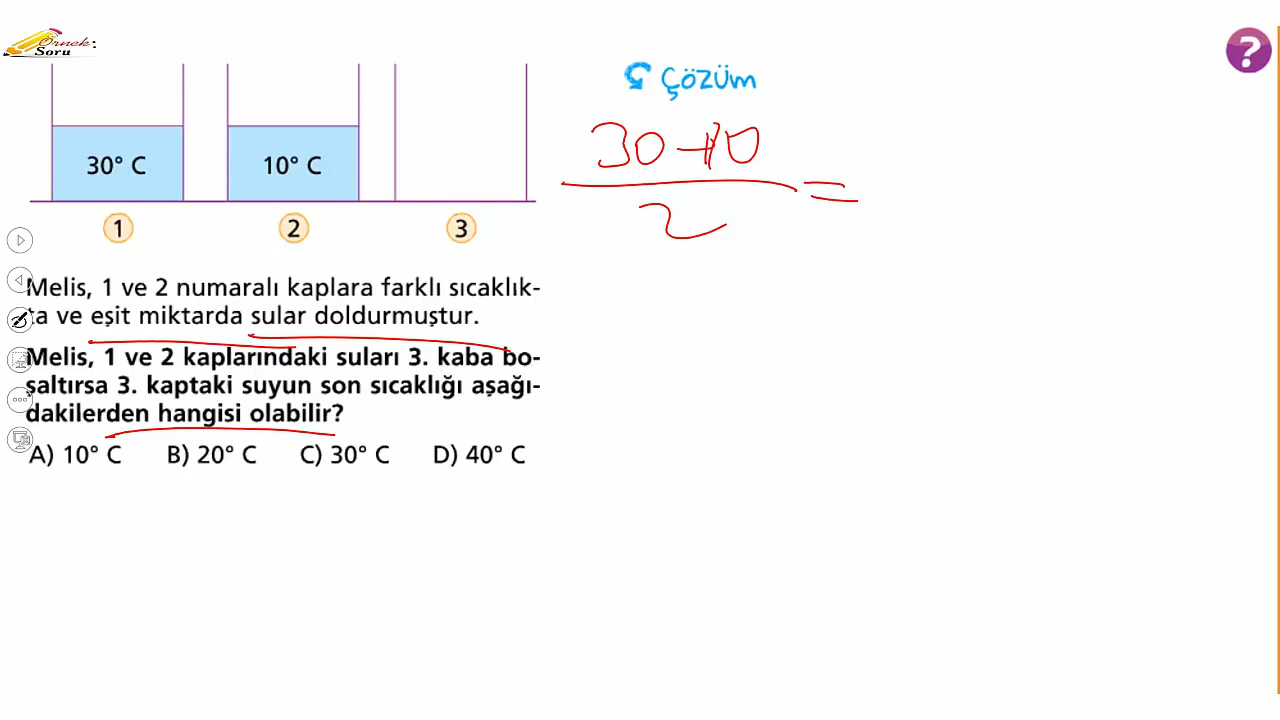 Örnek:
Soru
?
Çözüm
30° C
10° C
1
2
3
30+10
2
=
Melis, 1 ve 2 numaralı kaplara farklı sıcaklık-
ta ve eşit miktarda sular doldurmuştur.
Melis, 1 ve 2 kaplarındaki suları 3. kaba bo-
şaltırsa 3. kaptaki suyun son sıcaklığı aşağı-
dakilerden hangisi olabilir?
A) 10° C B) 20° C C) 30° C D) 40° C